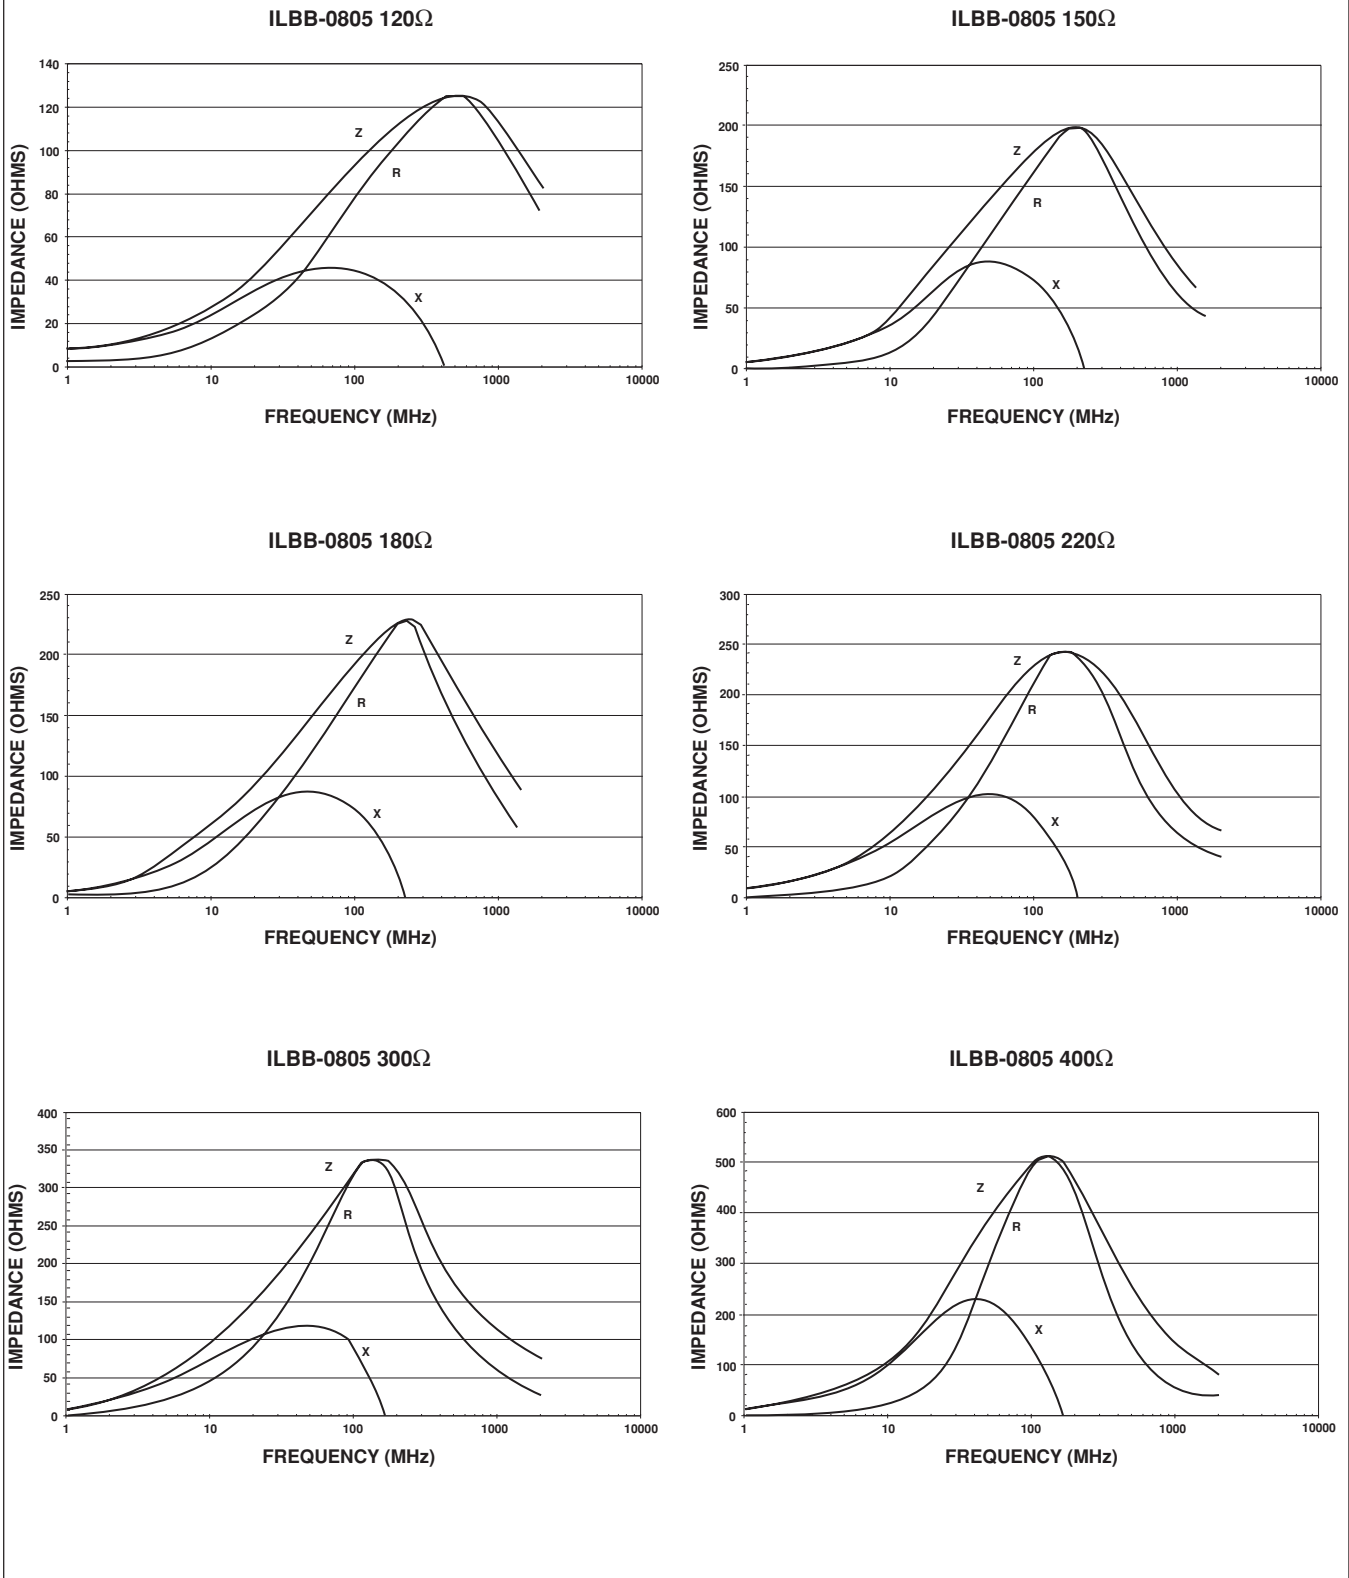 ILBB-0805 120Ω
IMPEDANCE (OHMS)
140
120
100
80
60
40
20
0
Z
R
X
1 10 100 1000 10000
FREQUENCY (MHz)
ILBB-0805 150Ω
IMPEDANCE (OHMS)
250
200
150
100
50
0
Z
R
X
1 10 100 1000 10000
FREQUENCY (MHz)
ILBB-0805 180Ω
IMPEDANCE (OHMS)
250
200
150
100
50
0
Z
R
X
1 10 100 1000 10000
FREQUENCY (MHz)
ILBB-0805 220Ω
IMPEDANCE (OHMS)
300
250
200
150
100
50
0
Z
R
X
1 10 100 1000 10000
FREQUENCY (MHz)
ILBB-0805 300Ω
IMPEDANCE (OHMS)
400
350
300
250
200
150
100
50
0
Z
R
X
1 10 100 1000 10000
FREQUENCY (MHz)
ILBB-0805 400Ω
IMPEDANCE (OHMS)
600
500
400
300
200
100
0
Z
R
X
1 10 100 1000 10000
FREQUENCY (MHz)